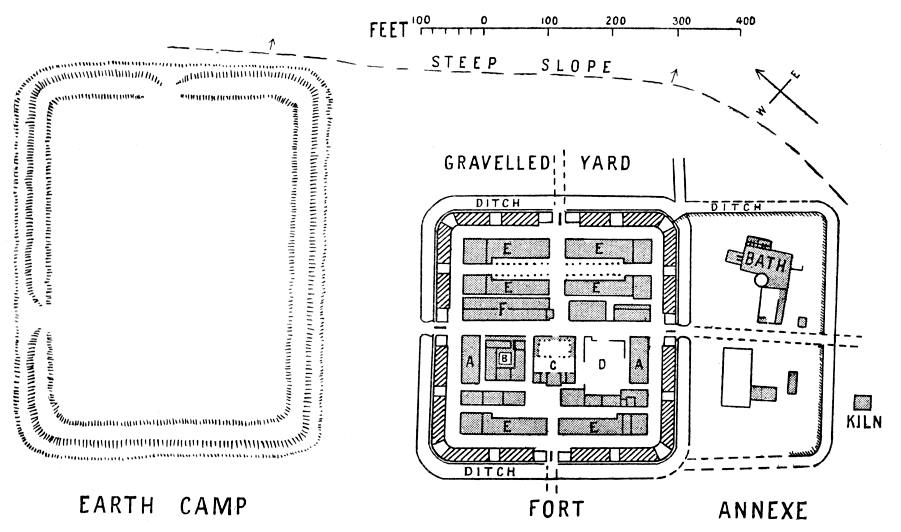 FEET 100 0 100 200 300 400
STEEP SLOPE
E
W
GRAVELLED YARD
DITCH
DITCH
E E
BATH
E E
F
A B C D A
KILN
E E
DITCH
EARTH CAMP FORT ANNEXE